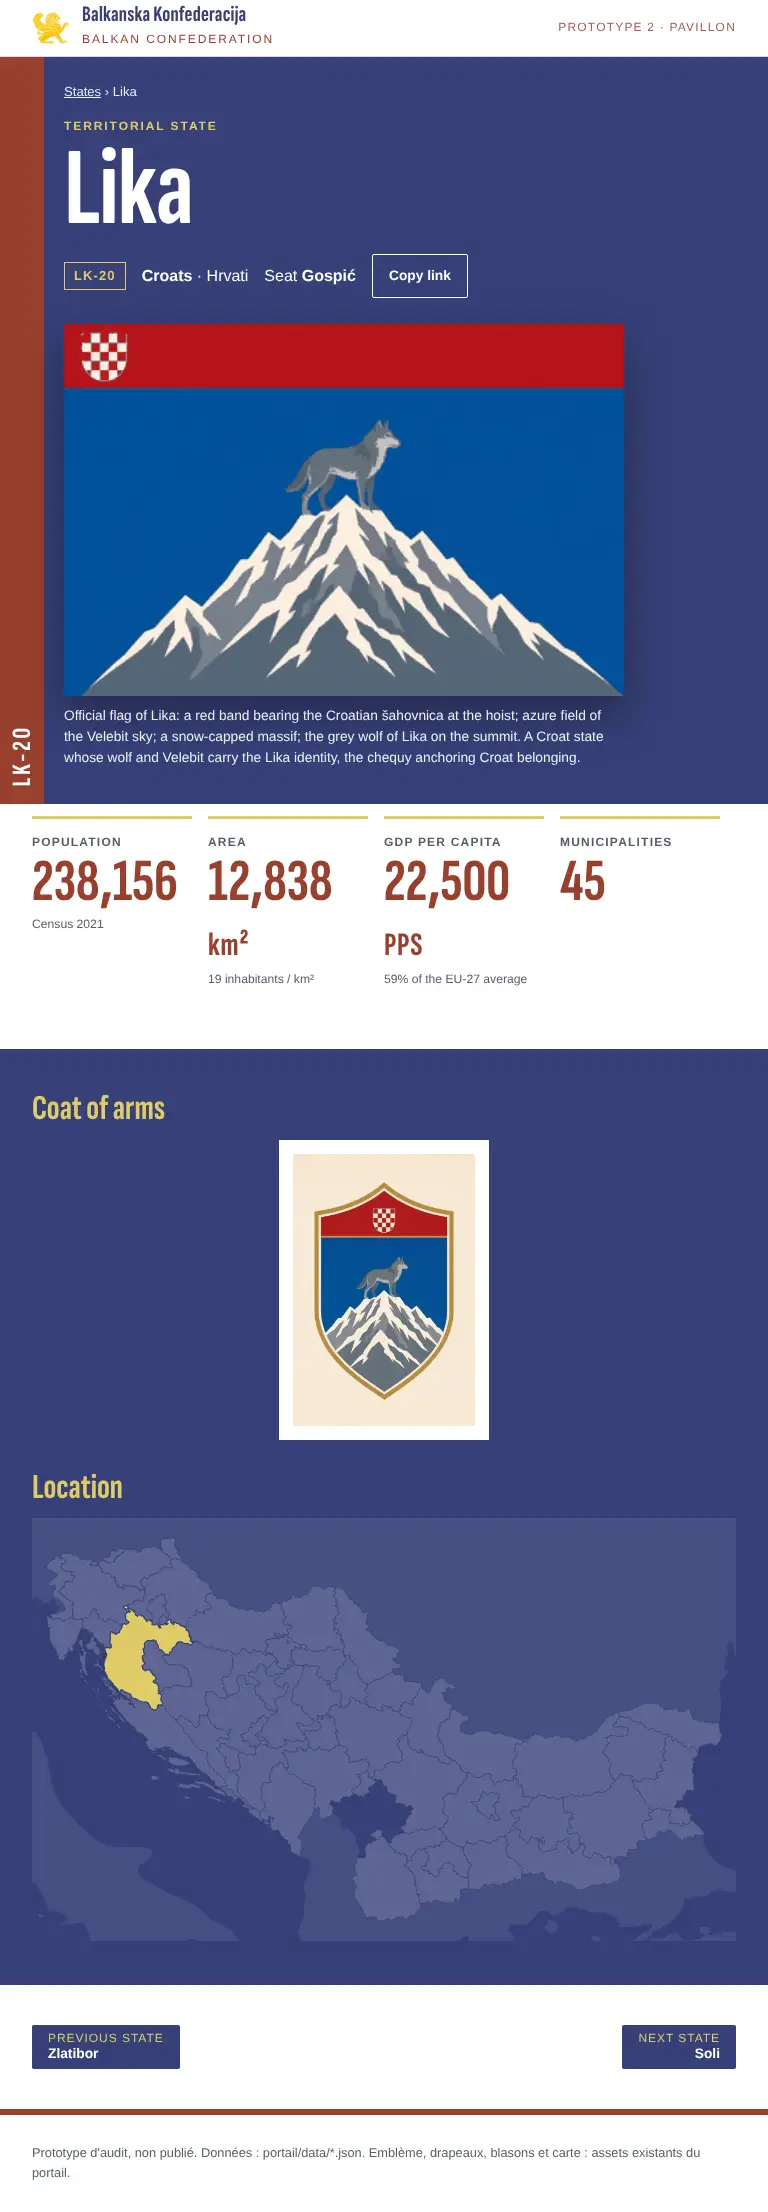 Balkanska Konfederacija
BALKAN CONFEDERATION
PROTOTYPE 2 · PAVILLON
States › Lika
TERRITORIAL STATE
Lika
LK-20
Croats · Hrvati
Seat Gospić
Copy link
LK-20
Official flag of Lika: a red band bearing the Croatian šahovnica at the hoist; azure field of
the Velebit sky; a snow-capped massif; the grey wolf of Lika on the summit. A Croat state
whose wolf and Velebit carry the Lika identity, the chequy anchoring Croat belonging.
POPULATION
238,156
Census 2021
AREA
12,838
km²
19 inhabitants / km²
GDP PER CAPITA
22,500
PPS
59% of the EU-27 average
MUNICIPALITIES
45
Coat of arms
Location
PREVIOUS STATE
Zlatibor
NEXT STATE
Soli
Prototype d'audit, non publié. Données : portail/data/*.json. Emblème, drapeaux, blasons et carte : assets existants du
portail.